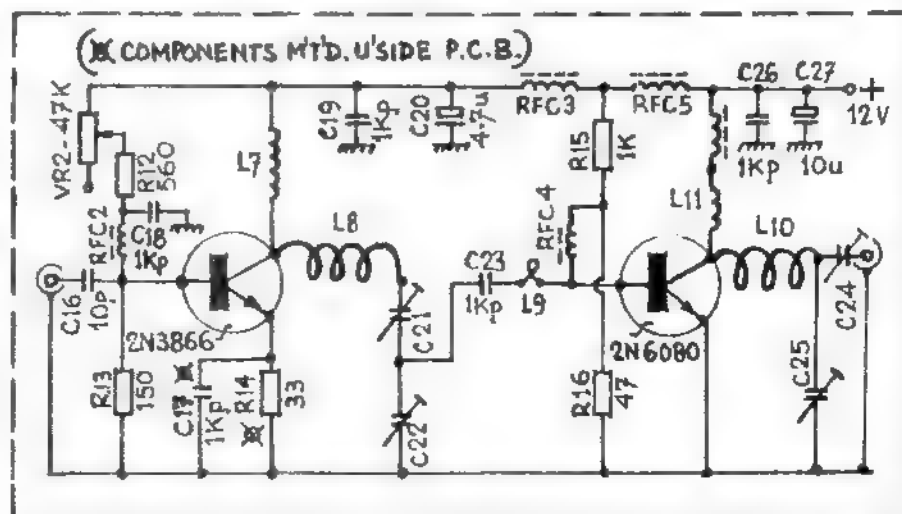 (※ COMPONENTS M'T'D. U'SIDE P.C.B.)
VR2-47K
R12
560
RFC2
C18
1Kp
C16
10p
R13
150
2N3866
C17 ※
1Kp
※ R14
33
L7
L8
C19
1Kp
C20
4.7u
RFC3
RFC5
C21
C22
C23
1Kp
L9
RFC4
R15
1K
R16
47
2N6080
L11
L10
C26
1Kp
C27
10u
+
12V
C24
C25